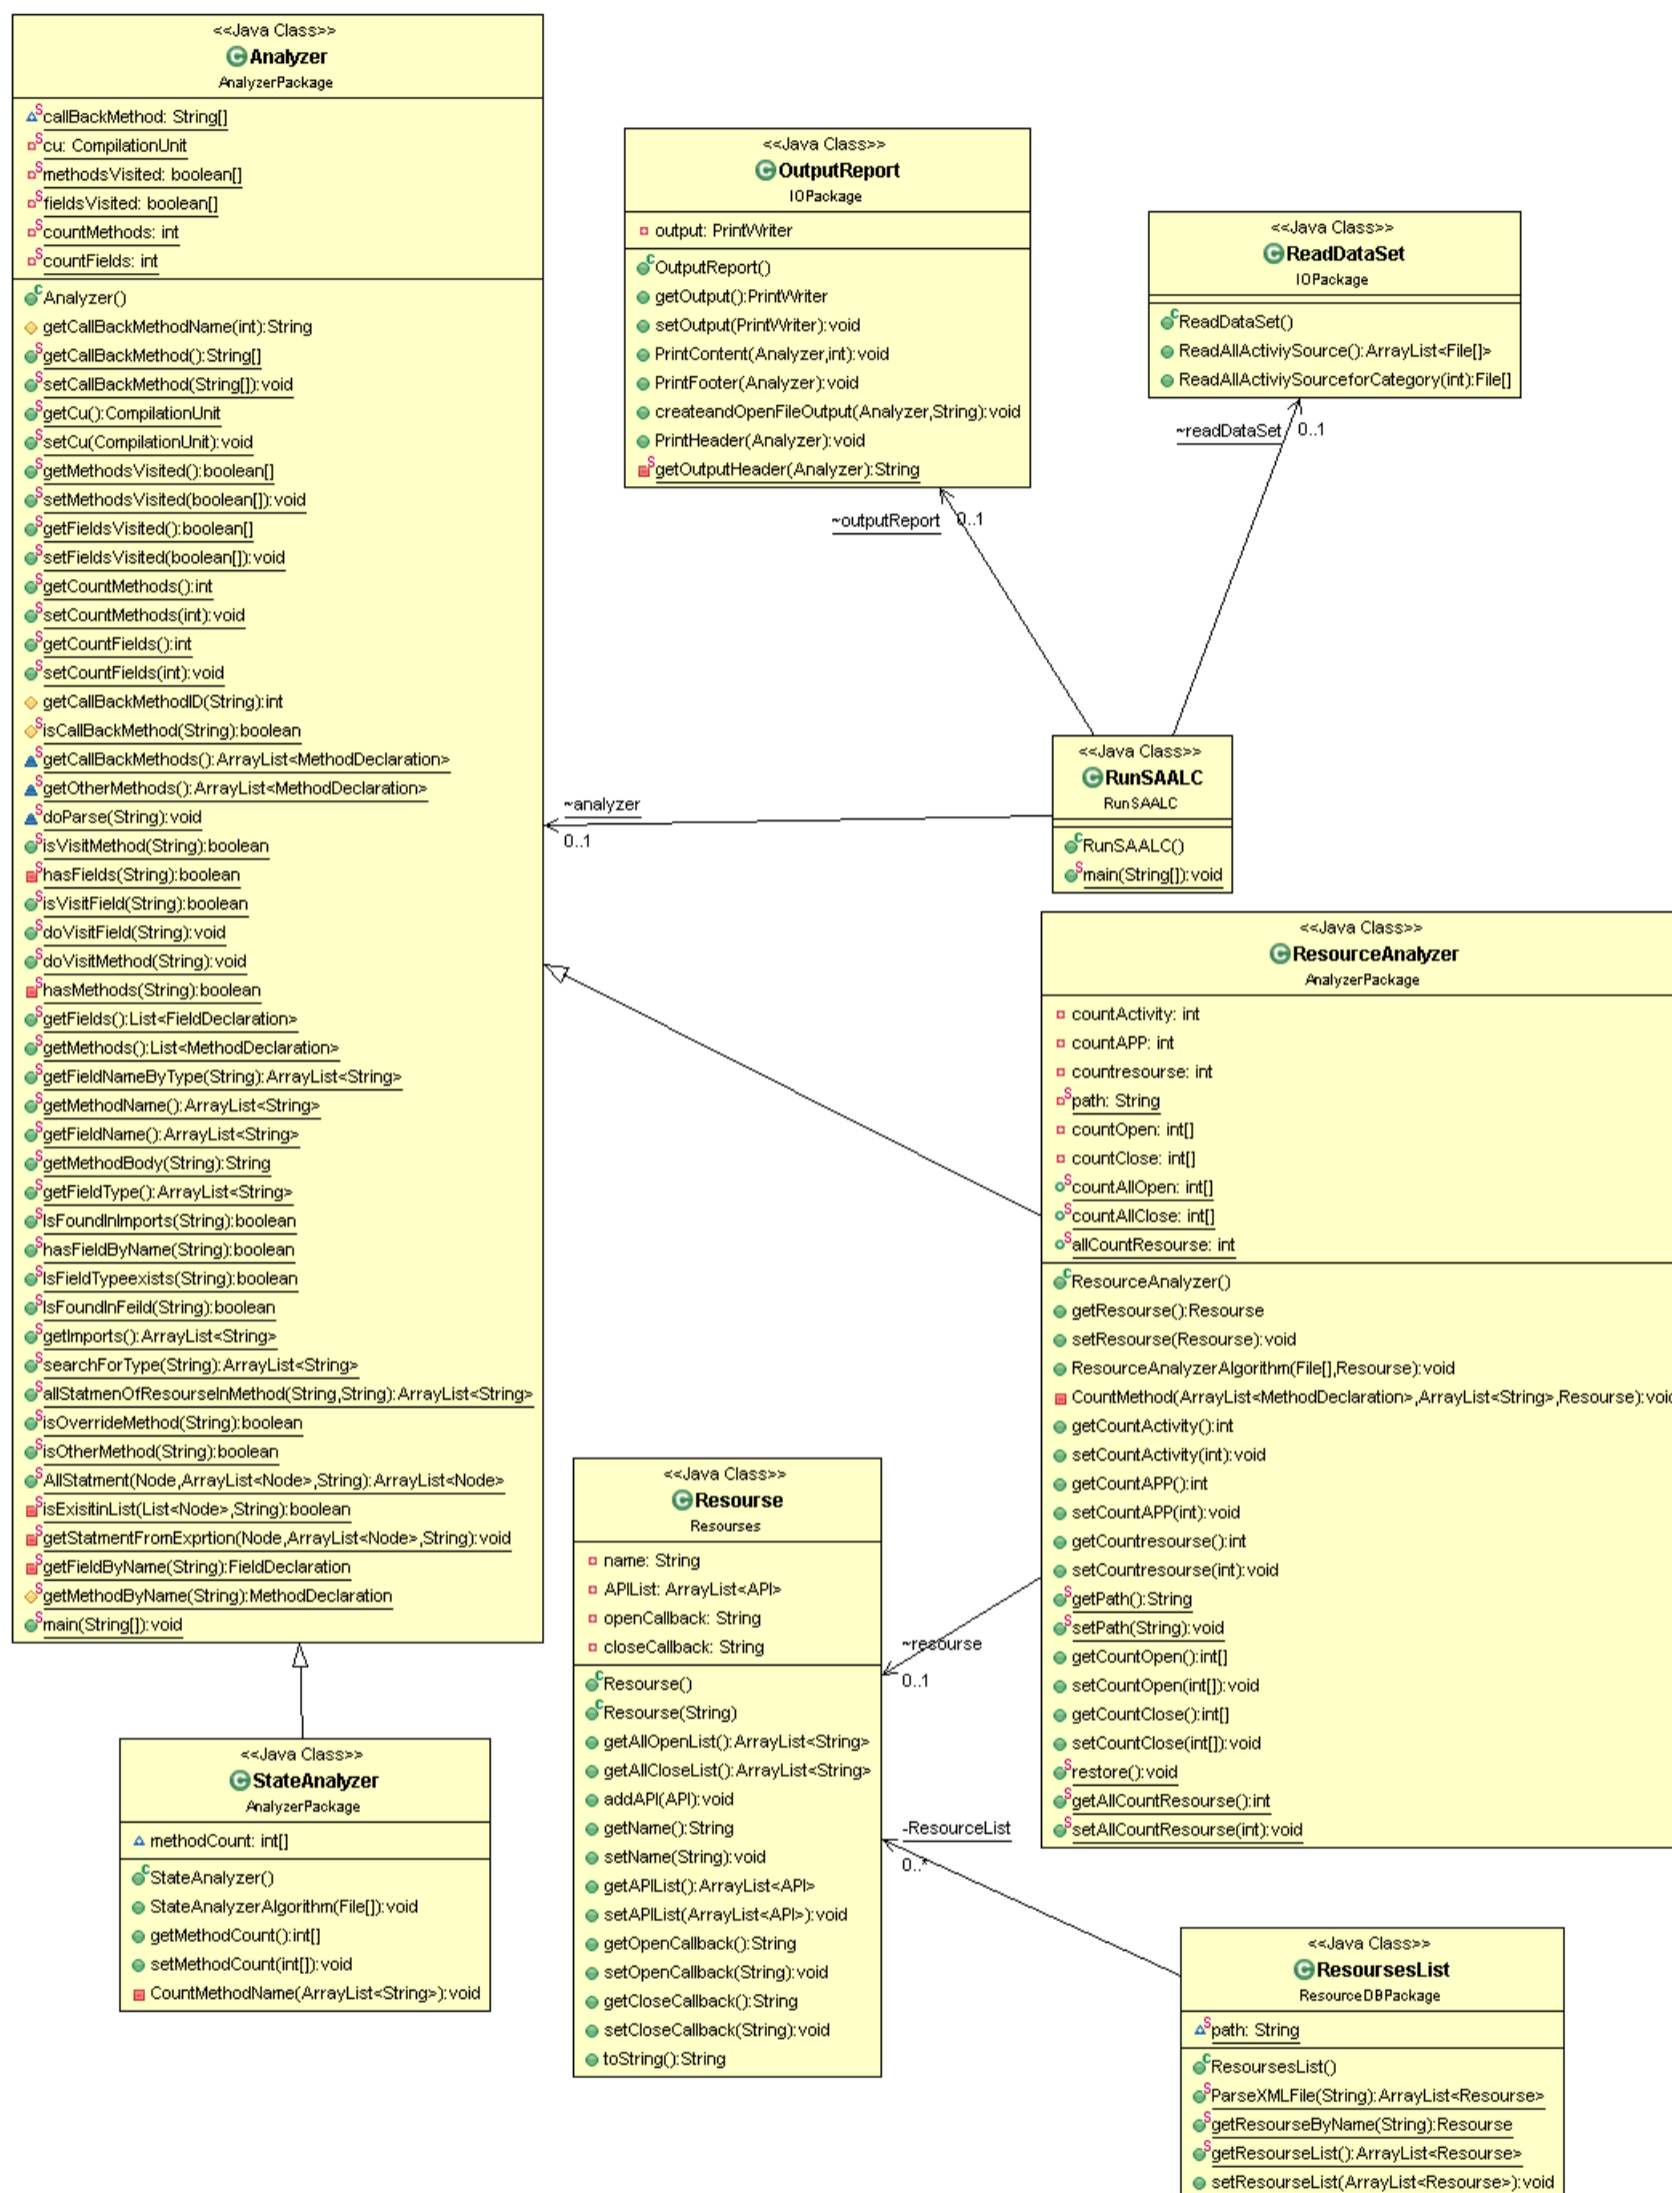 <<Java Class>>
Analyzer
AnalyzerPackage
callBackMethod: String[]
cu: CompilationUnit
methodsVisited: boolean[]
fieldsVisited: boolean[]
countMethods: int
countFields: int
Analyzer()
getCallBackMethodName(int):String
getCallBackMethod():String[]
setCallBackMethod(String[]):void
getCu():CompilationUnit
setCu(CompilationUnit):void
getMethodsVisited():boolean[]
setMethodsVisited(boolean[]):void
getFieldsVisited():boolean[]
setFieldsVisited(boolean[]):void
getCountMethods():int
setCountMethods(int):void
getCountFields():int
setCountFields(int):void
getCallBackMethodID(String):int
isCallBackMethod(String):boolean
getCallBackMethods():ArrayList<MethodDeclaration>
getOtherMethods():ArrayList<MethodDeclaration>
doParse(String):void
isVisitMethod(String):boolean
hasFields(String):boolean
isVisitField(String):boolean
doVisitField(String):void
doVisitMethod(String):void
hasMethods(String):boolean
getFields():List<FieldDeclaration>
getMethods():List<MethodDeclaration>
getFieldNameByType(String):ArrayList<String>
getMethodName():ArrayList<String>
getFieldName():ArrayList<String>
getMethodBody(String):String
getFieldType():ArrayList<String>
IsFoundInImports(String):boolean
hasFieldByName(String):boolean
IsFieldTypeexists(String):boolean
IsFoundInFeild(String):boolean
getImports():ArrayList<String>
searchForType(String):ArrayList<String>
allStatmenOfResourseInMethod(String,String):ArrayList<String>
isOverrideMethod(String):boolean
isOtherMethod(String):boolean
AllStatment(Node,ArrayList<Node>,String):ArrayList<Node>
isExisitinList(List<Node>,String):boolean
getStatmentFromExprtion(Node,ArrayList<Node>,String):void
getFieldByName(String):FieldDeclaration
getMethodByName(String):MethodDeclaration
main(String[]):void
<<Java Class>>
OutputReport
IOPackage
output: PrintWriter
OutputReport()
getOutput():PrintWriter
setOutput(PrintWriter):void
PrintContent(Analyzer,int):void
PrintFooter(Analyzer):void
createandOpenFileOutput(Analyzer,String):void
PrintHeader(Analyzer):void
getOutputHeader(Analyzer):String
<<Java Class>>
ReadDataSet
IOPackage
ReadDataSet()
ReadAllActiviySource():ArrayList<File[]>
ReadAllActiviySourceforCategory(int):File[]
~readDataSet
0..1
~outputReport
0..1
<<Java Class>>
RunSAALC
RunSAALC
RunSAALC()
main(String[]):void
~analyzer
0..1
<<Java Class>>
ResourceAnalyzer
AnalyzerPackage
countActivity: int
countAPP: int
countresourse: int
path: String
countOpen: int[]
countClose: int[]
countAllOpen: int[]
countAllClose: int[]
allCountResourse: int
ResourceAnalyzer()
getResourse():Resourse
setResourse(Resourse):void
ResourceAnalyzerAlgorithm(File[],Resourse):void
CountMethod(ArrayList<MethodDeclaration>,ArrayList<String>,Resourse):void
getCountActivity():int
setCountActivity(int):void
getCountAPP():int
setCountAPP(int):void
getCountresourse():int
setCountresourse(int):void
getPath():String
setPath(String):void
getCountOpen():int[]
setCountOpen(int[]):void
getCountClose():int[]
setCountClose(int[]):void
restore():void
getAllCountResourse():int
setAllCountResourse(int):void
<<Java Class>>
Resourse
Resourses
name: String
APIList: ArrayList<API>
openCallback: String
closeCallback: String
Resourse()
Resourse(String)
getAllOpenList():ArrayList<String>
getAllCloseList():ArrayList<String>
addAPI(API):void
getName():String
setName(String):void
getAPIList():ArrayList<API>
setAPIList(ArrayList<API>):void
getOpenCallback():String
setOpenCallback(String):void
getCloseCallback():String
setCloseCallback(String):void
toString():String
~resourse
0..1
-ResourceList
0..*
<<Java Class>>
StateAnalyzer
AnalyzerPackage
methodCount: int[]
StateAnalyzer()
StateAnalyzerAlgorithm(File[]):void
getMethodCount():int[]
setMethodCount(int[]):void
CountMethodName(ArrayList<String>):void
<<Java Class>>
ResoursesList
ResourceDBPackage
path: String
ResoursesList()
ParseXMLFile(String):ArrayList<Resourse>
getResourseByName(String):Resourse
getResourseList():ArrayList<Resourse>
setResourseList(ArrayList<Resourse>):void